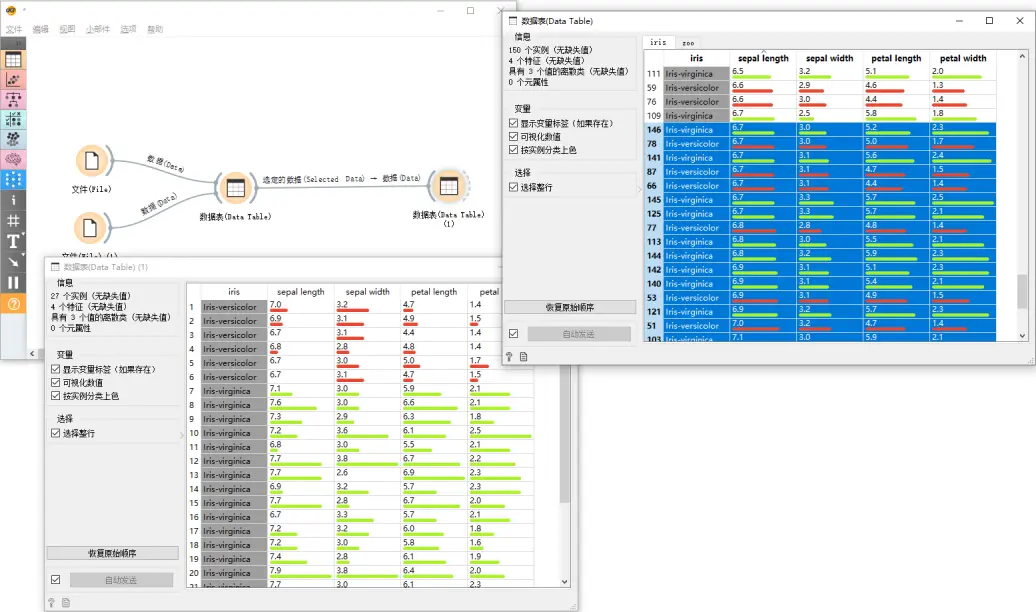 文件 编辑 视图 小部件 选项 帮助
数据(Data)
文件(File)
数据(Data)
文件(File) (1)
数据表(Data Table)
选定的数据(Selected Data) → 数据(Data)
数据表(Data Table)
(1)
数据表(Data Table)
信息
150 个实例（无缺失值）
4 个特征（无缺失值）
具有 3 个值的离散类（无缺失值）
0 个元属性
变量
显示变量标签（如果存在）
可视化数值
按实例分类上色
选择
选择整行
恢复原始顺序
自动发送
iris zoo
iris sepal length sepal width petal length petal width
111 Iris-virginica 6.5 3.2 5.1 2.0
59 Iris-versicolor 6.6 2.9 4.6 1.3
76 Iris-versicolor 6.6 3.0 4.4 1.4
109 Iris-virginica 6.7 2.5 5.8 1.8
146 Iris-virginica 6.7 3.0 5.2 2.3
78 Iris-versicolor 6.7 3.0 5.0 1.7
141 Iris-virginica 6.7 3.1 5.6 2.4
87 Iris-versicolor 6.7 3.1 4.7 1.5
66 Iris-versicolor 6.7 3.1 4.4 1.4
145 Iris-virginica 6.7 3.3 5.7 2.5
125 Iris-virginica 6.7 3.3 5.7 2.1
77 Iris-versicolor 6.8 2.8 4.8 1.4
113 Iris-virginica 6.8 3.0 5.5 2.1
144 Iris-virginica 6.8 3.2 5.9 2.3
142 Iris-virginica 6.9 3.1 5.1 2.3
140 Iris-virginica 6.9 3.1 5.4 2.1
53 Iris-versicolor 6.9 3.1 4.9 1.5
121 Iris-virginica 6.9 3.2 5.7 2.3
51 Iris-versicolor 7.0 3.2 4.7 1.4
103 Iris-virginica 7.1 3.0 5.9 2.1
数据表(Data Table) (1)
信息
27 个实例（无缺失值）
4 个特征（无缺失值）
具有 3 个值的离散类（无缺失值）
0 个元属性
变量
显示变量标签（如果存在）
可视化数值
按实例分类上色
选择
选择整行
恢复原始顺序
自动发送
iris sepal length sepal width petal length petal
1 Iris-versicolor 7.0 3.2 4.7 1.4
2 Iris-versicolor 6.9 3.1 4.9 1.5
3 Iris-versicolor 6.7 3.1 4.4 1.4
4 Iris-versicolor 6.8 2.8 4.8 1.4
5 Iris-versicolor 6.7 3.0 5.0 1.7
6 Iris-versicolor 6.7 3.1 4.7 1.5
7 Iris-virginica 7.1 3.0 5.9 2.1
8 Iris-virginica 7.6 3.0 6.6 2.1
9 Iris-virginica 7.3 2.9 6.3 1.8
10 Iris-virginica 7.2 3.6 6.1 2.5
11 Iris-virginica 6.8 3.0 5.5 2.1
12 Iris-virginica 7.7 3.8 6.7 2.2
13 Iris-virginica 7.7 2.6 6.9 2.3
14 Iris-virginica 6.9 3.2 5.7 2.3
15 Iris-virginica 7.7 2.8 6.7 2.0
16 Iris-virginica 6.7 3.3 5.7 2.1
17 Iris-virginica 7.2 3.2 6.0 1.8
18 Iris-virginica 7.2 3.0 5.8 1.6
19 Iris-virginica 7.4 2.8 6.1 1.9
20 Iris-virginica 7.9 3.8 6.4 2.0
21 Iris-virginica 7.7 3.0 6.1 2.3